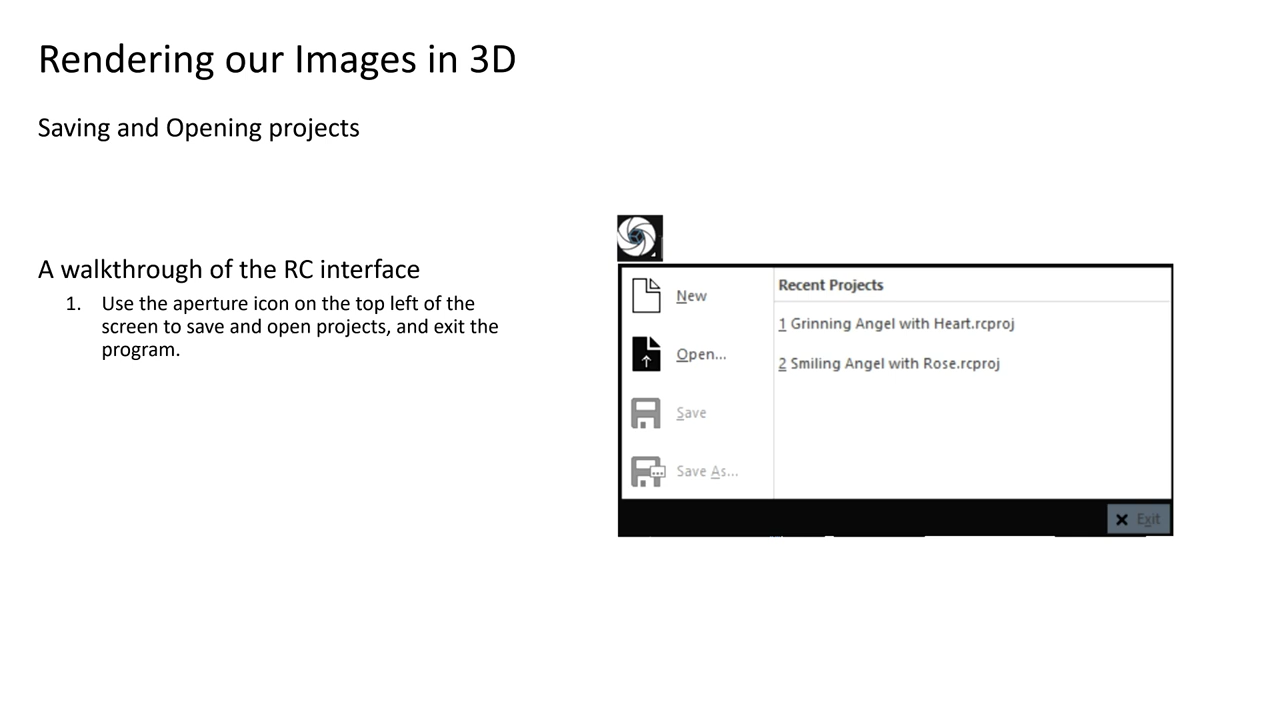 Rendering our Images in 3D
Saving and Opening projects
A walkthrough of the RC interface
1. Use the aperture icon on the top left of the
screen to save and open projects, and exit the
program.
New
Open...
Save
Save As...
Recent Projects
1 Grinning Angel with Heart.rcproj
2 Smiling Angel with Rose.rcproj
Exit